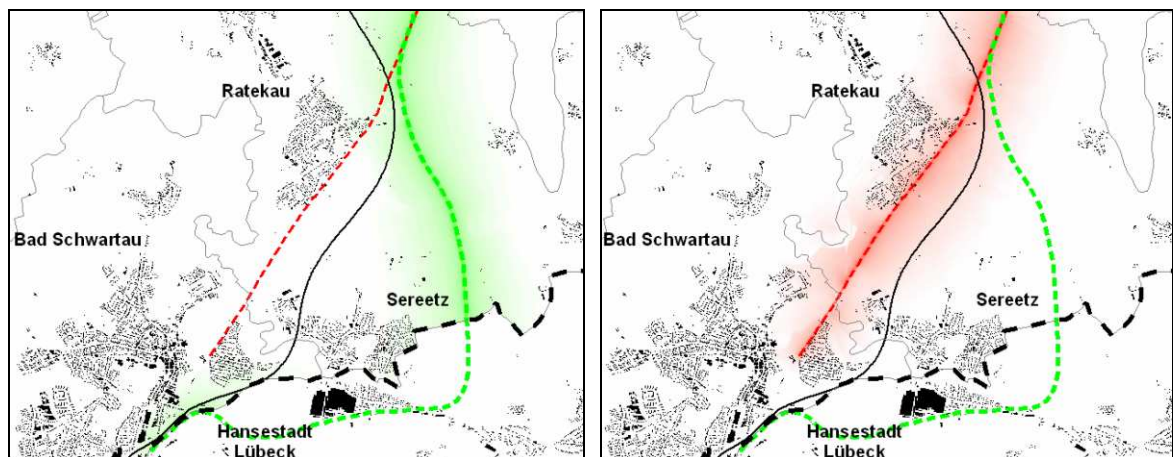 Ratekau
Bad Schwartau
Sereetz
Hansestadt
Lübeck
Ratekau
Bad Schwartau
Sereetz
Hansestadt
Lübeck